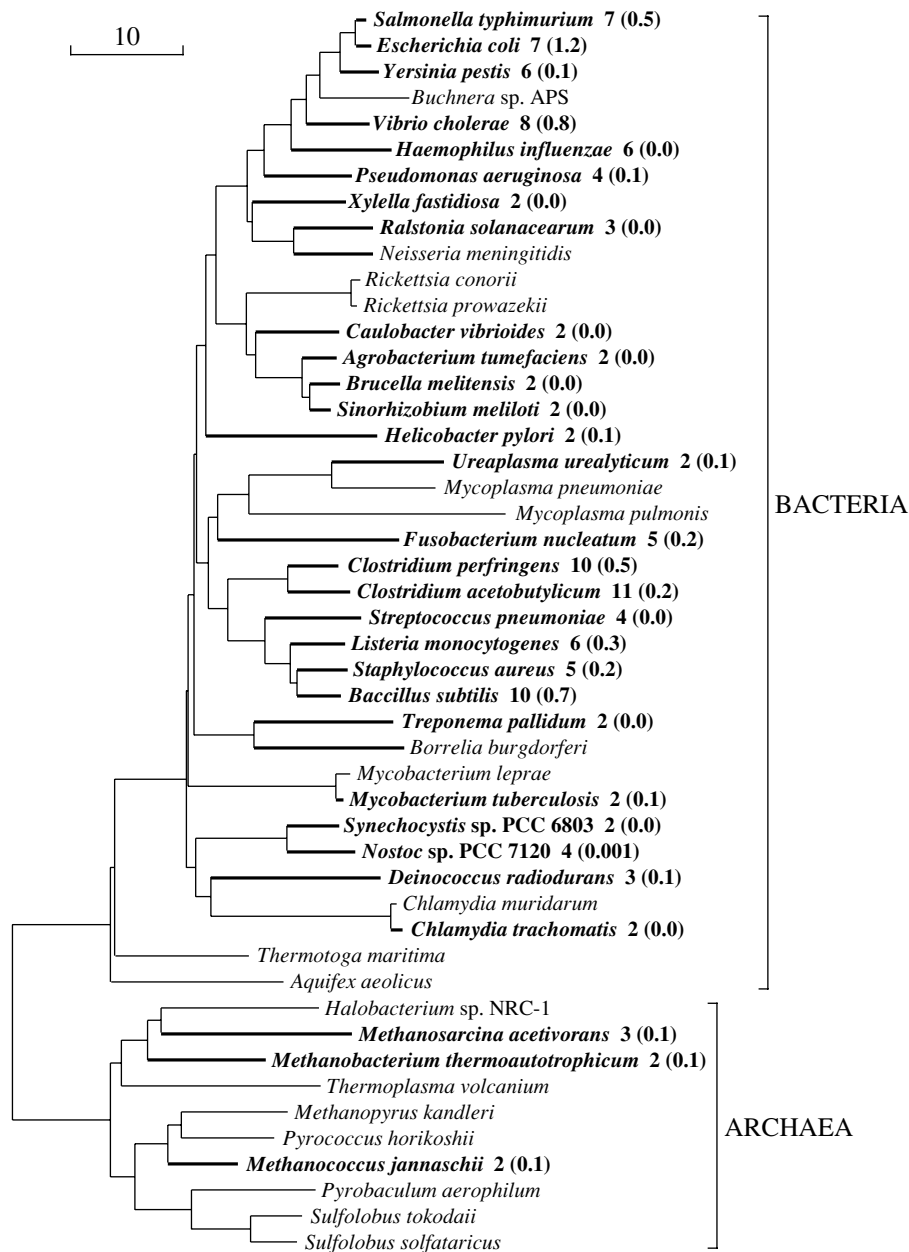 10
Salmonella typhimurium 7 (0.5)
Escherichia coli 7 (1.2)
Yersinia pestis 6 (0.1)
Buchnera sp. APS
Vibrio cholerae 8 (0.8)
Haemophilus influenzae 6 (0.0)
Pseudomonas aeruginosa 4 (0.1)
Xylella fastidiosa 2 (0.0)
Ralstonia solanacearum 3 (0.0)
Neisseria meningitidis
Rickettsia conorii
Rickettsia prowazekii
Caulobacter vibrioides 2 (0.0)
Agrobacterium tumefaciens 2 (0.0)
Brucella melitensis 2 (0.0)
Sinorhizobium meliloti 2 (0.0)
Helicobacter pylori 2 (0.1)
Ureaplasma urealyticum 2 (0.1)
Mycoplasma pneumoniae
Mycoplasma pulmonis
BACTERIA
Fusobacterium nucleatum 5 (0.2)
Clostridium perfringens 10 (0.5)
Clostridium acetobutylicum 11 (0.2)
Streptococcus pneumoniae 4 (0.0)
Listeria monocytogenes 6 (0.3)
Staphylococcus aureus 5 (0.2)
Baccillus subtilis 10 (0.7)
Treponema pallidum 2 (0.0)
Borrelia burgdorferi
Mycobacterium leprae
Mycobacterium tuberculosis 2 (0.1)
Synechocystis sp. PCC 6803 2 (0.0)
Nostoc sp. PCC 7120 4 (0.001)
Deinococcus radiodurans 3 (0.1)
Chlamydia muridarum
Chlamydia trachomatis 2 (0.0)
Thermotoga maritima
Aquifex aeolicus
Halobacterium sp. NRC-1
Methanosarcina acetivorans 3 (0.1)
Methanobacterium thermoautotrophicum 2 (0.1)
Thermoplasma volcanium
Methanopyrus kandleri
ARCHAEA
Pyrococcus horikoshii
Methanococcus jannaschii 2 (0.1)
Pyrobaculum aerophilum
Sulfolobus tokodaii
Sulfolobus solfataricus